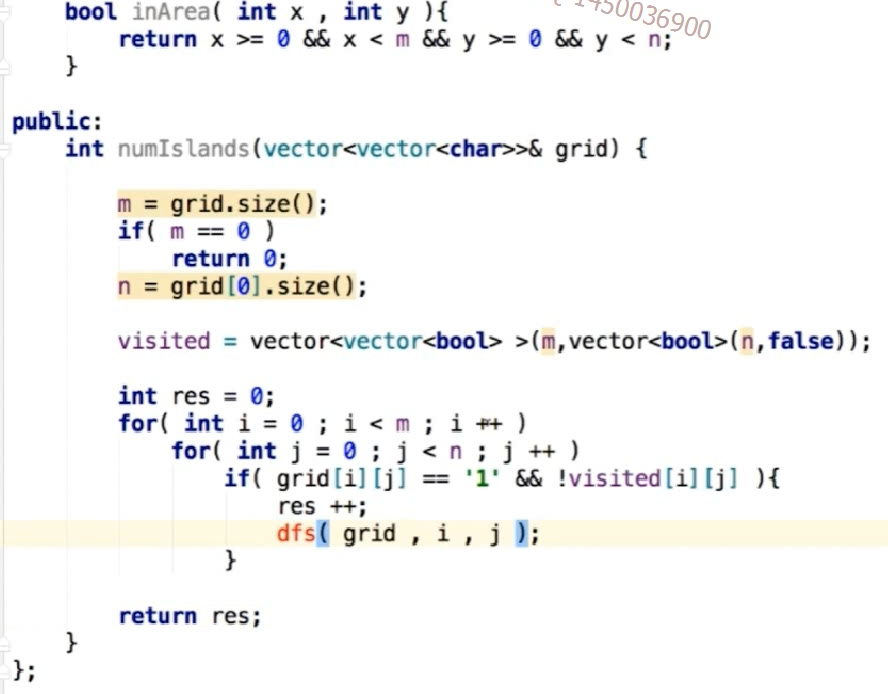 1450036900
bool inArea( int x , int y ){
return x >= 0 && x < m && y >= 0 && y < n;
}
public:
int numIslands(vector<vector<char>>& grid) {
m = grid.size();
if( m == 0 )
return 0;
n = grid[0].size();
visited = vector<vector<bool> >(m,vector<bool>(n,false));
int res = 0;
for( int i = 0 ; i < m ; i ++ )
for( int j = 0 ; j < n ; j ++ )
if( grid[i][j] == '1' && !visited[i][j] ){
res ++;
dfs( grid , i , j );
}
return res;
}
};